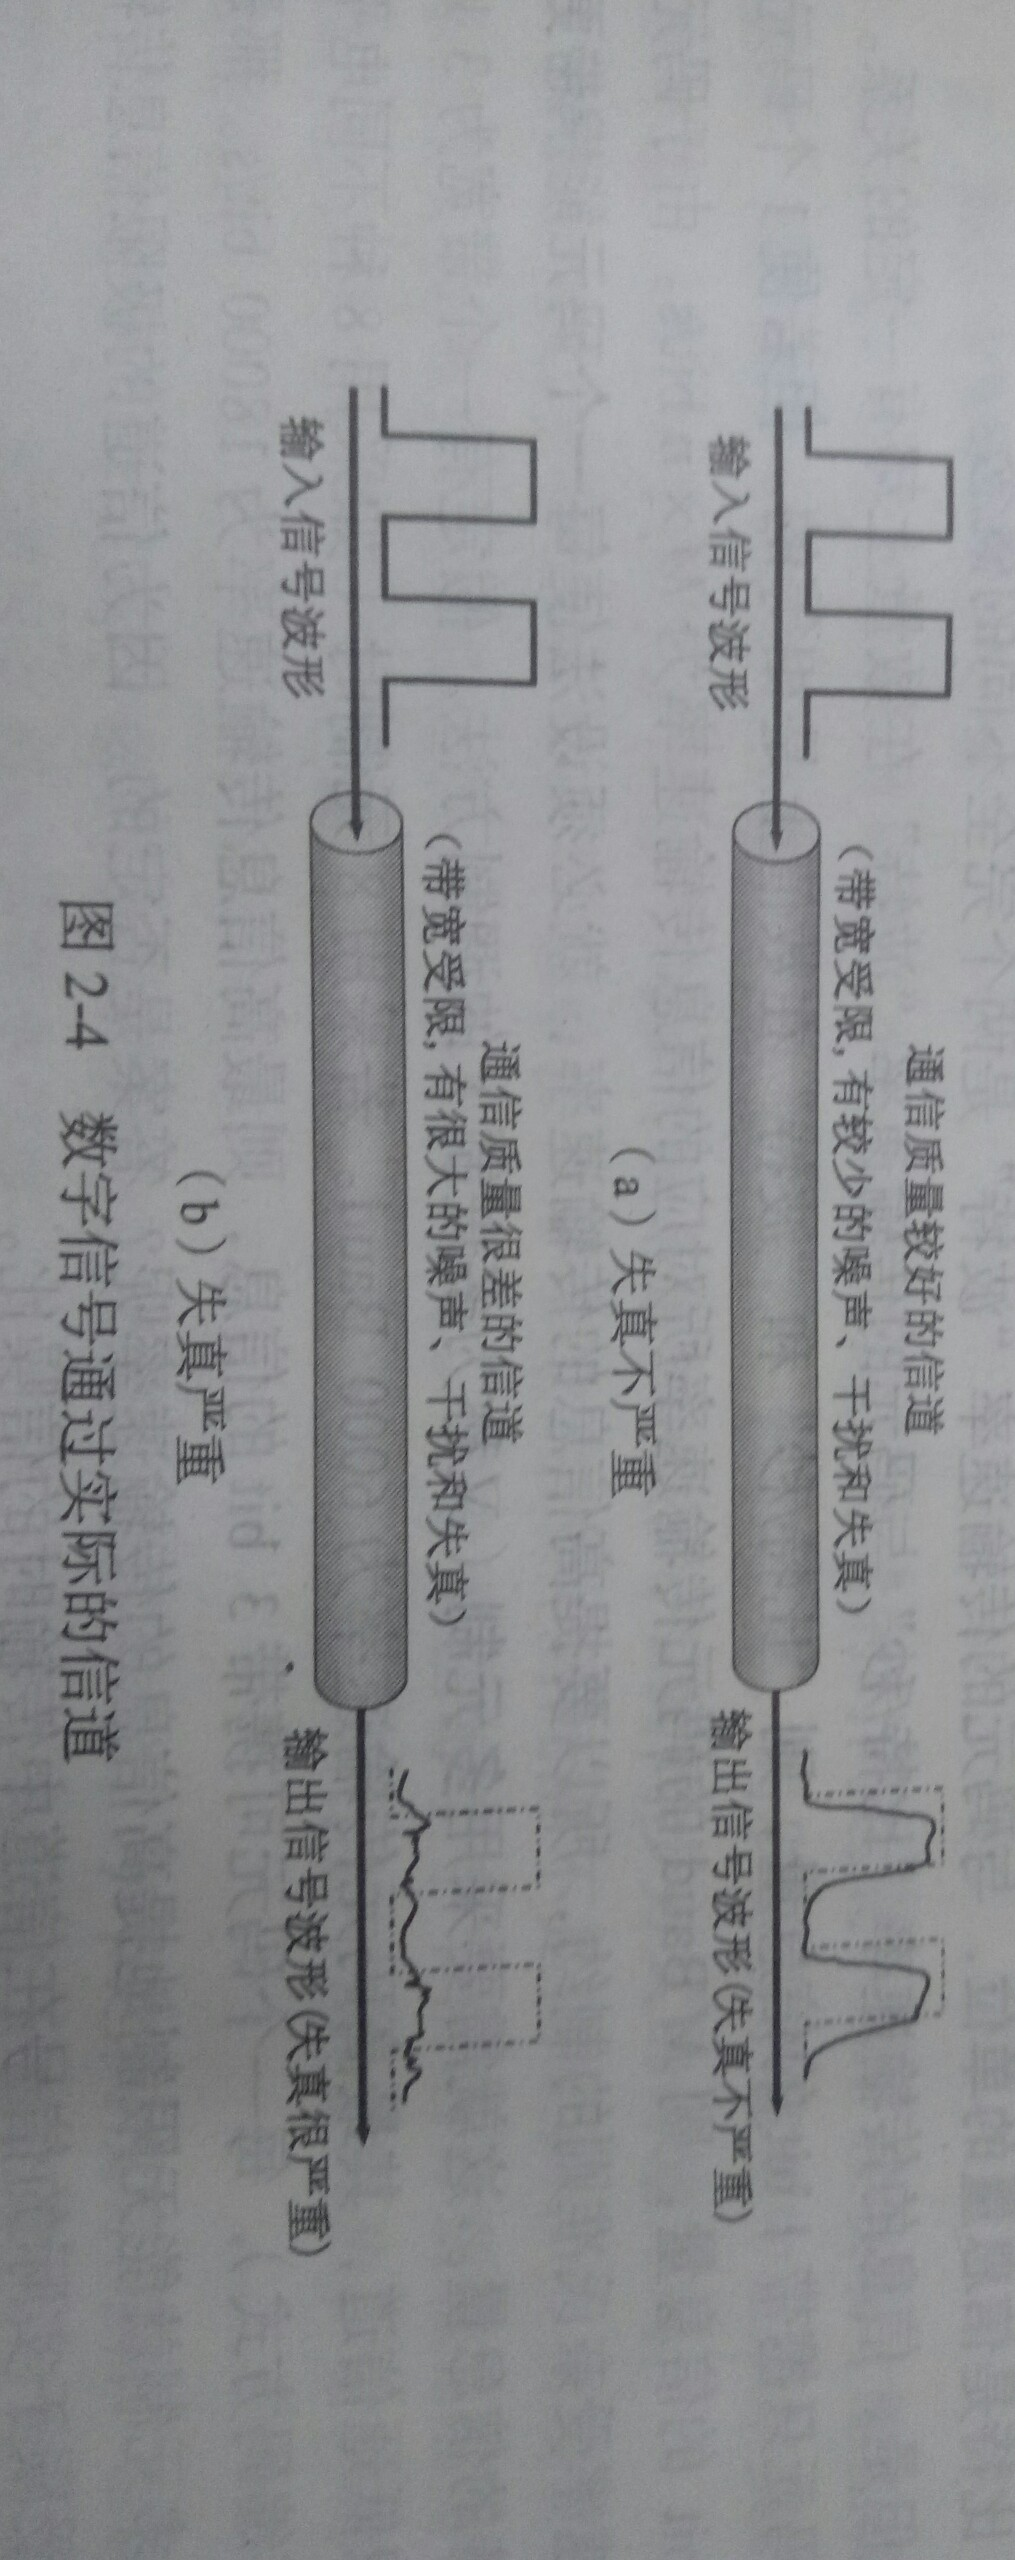 通信质量较好的信道
(带宽受限,有较少的噪声、干扰和失真)
输入信号波形
输出信号波形(失真不严重)
(a)失真不严重
通信质量很差的信道
(带宽受限,有很大的噪声、干扰和失真)
输入信号波形
输出信号波形(失真很严重)
(b)失真严重
图 2-4 数字信号通过实际的信道